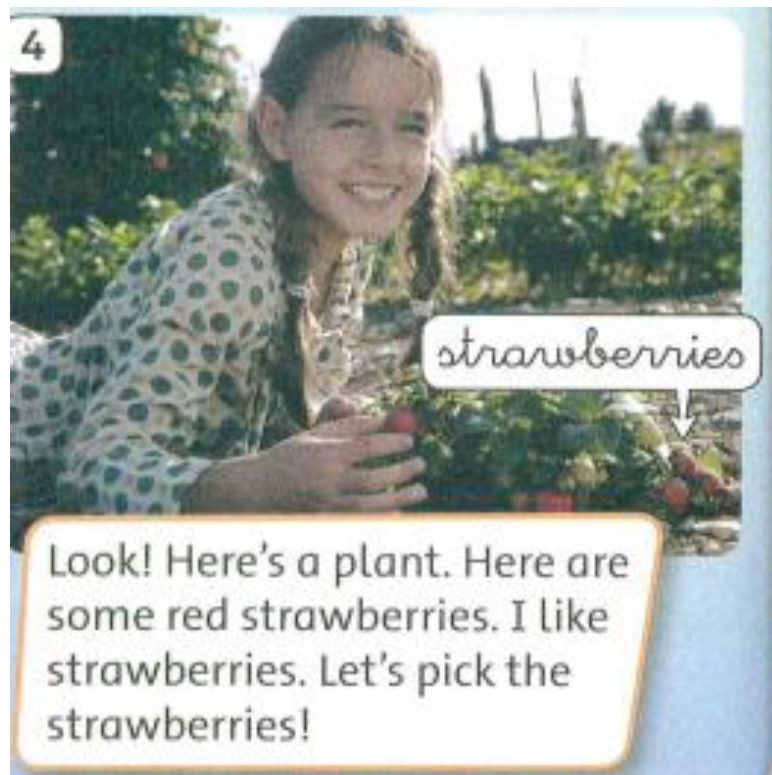 4
strawberries
Look! Here's a plant. Here are
some red strawberries. I like
strawberries. Let's pick the
strawberries!